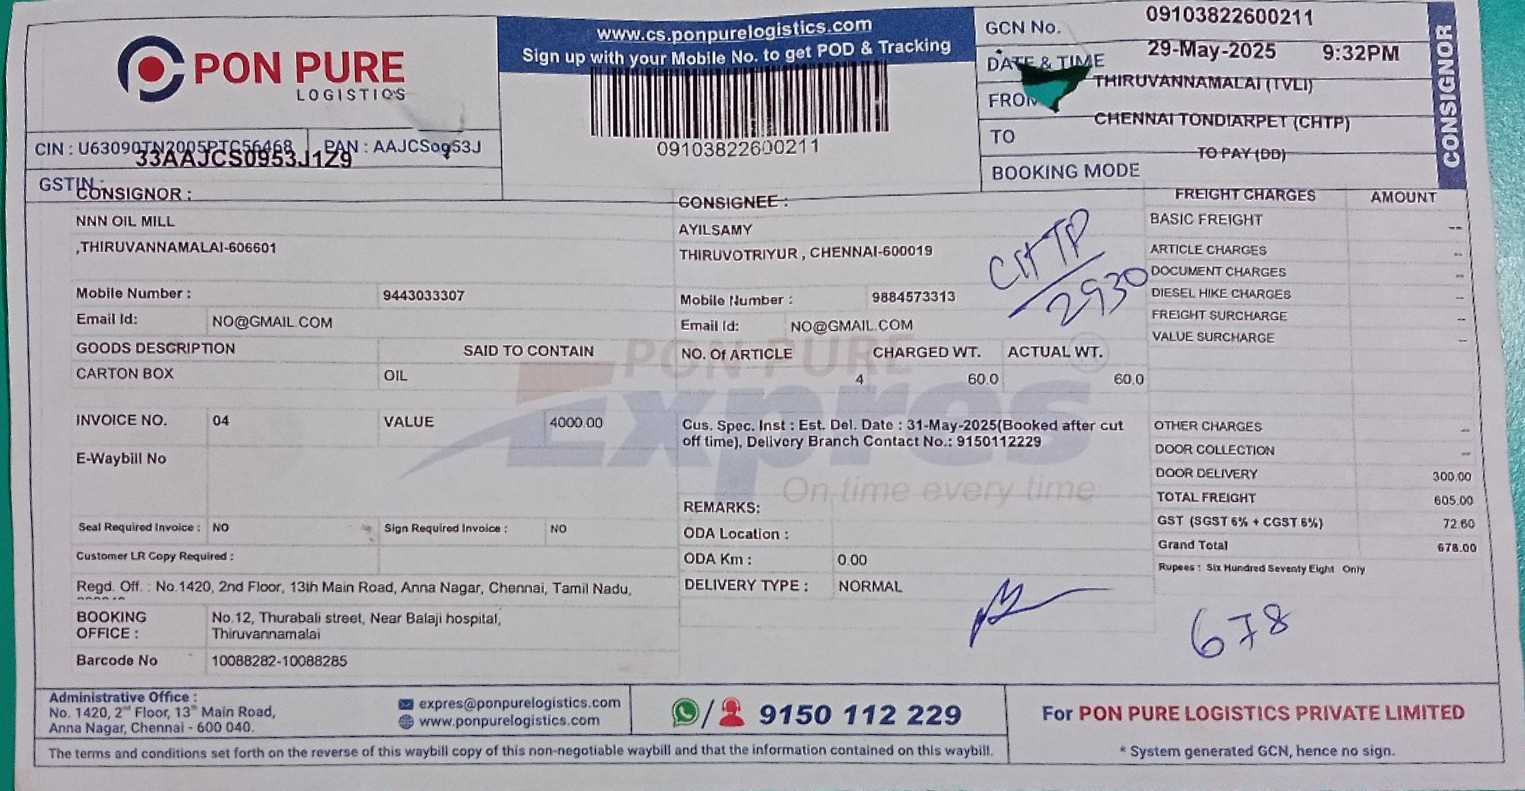 PON PURE
LOGISTICS
www.cs.ponpurelogistics.com
Sign up with your Mobile No. to get POD & Tracking
09103822600211
GCN No. 09103822600211
DATE & TIME 29-May-2025 9:32PM
FROM THIRUVANNAMALAI (TVLI)
TO CHENNAI TONDIARPET (CHTP)
BOOKING MODE TO PAY (DD)
CONSIGNOR
CIN : U63090TN2005PTC56468 PAN : AAJCS0953J
GSTIN : 33AAJCS0953J1Z9
CONSIGNOR :
NNN OIL MILL
,THIRUVANNAMALAI-606601
Mobile Number : 9443033307
Email Id: NO@GMAIL.COM
CONSIGNEE :
AYILSAMY
THIRUVOTRIYUR , CHENNAI-600019
Mobile Number : 9884573313
Email Id: NO@GMAIL.COM
CHTP
2930
GOODS DESCRIPTION SAID TO CONTAIN NO. Of ARTICLE CHARGED WT. ACTUAL WT.
CARTON BOX OIL 4 60.0 60.0
INVOICE NO. 04 VALUE 4000.00
E-Waybill No
Seal Required Invoice : NO Sign Required Invoice : NO
Customer LR Copy Required :
Regd. Off. : No.1420, 2nd Floor, 13th Main Road, Anna Nagar, Chennai, Tamil Nadu,
BOOKING OFFICE : No.12, Thurabali street, Near Balaji hospital,
Thiruvannamalai
Barcode No 10088282-10088285
PON PURE
Expres
On time every time
Cus. Spec. Inst : Est. Del. Date : 31-May-2025(Booked after cut
off time), Delivery Branch Contact No.: 9150112229
REMARKS:
ODA Location :
ODA Km : 0.00
DELIVERY TYPE : NORMAL
FREIGHT CHARGES AMOUNT
BASIC FREIGHT --
ARTICLE CHARGES --
DOCUMENT CHARGES --
DIESEL HIKE CHARGES --
FREIGHT SURCHARGE --
VALUE SURCHARGE --
OTHER CHARGES --
DOOR COLLECTION --
DOOR DELIVERY 300.00
TOTAL FREIGHT 605.00
GST (SGST 6% + CGST 6%) 72.60
Grand Total 678.00
Rupees : Six Hundred Seventy Eight Only
678
Administrative Office :
No. 1420, 2nd Floor, 13th Main Road,
Anna Nagar, Chennai - 600 040.
expres@ponpurelogistics.com
www.ponpurelogistics.com
/ 9150 112 229
For PON PURE LOGISTICS PRIVATE LIMITED
* System generated GCN, hence no sign.
The terms and conditions set forth on the reverse of this waybill copy of this non-negotiable waybill and that the information contained on this waybill.